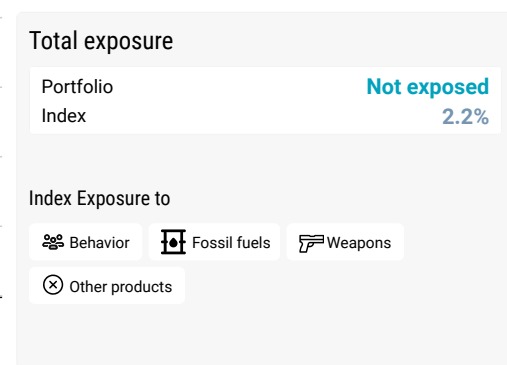 Total exposure
Portfolio Not exposed
Index 2.2%
Index Exposure to
Behavior Fossil fuels Weapons
Other products